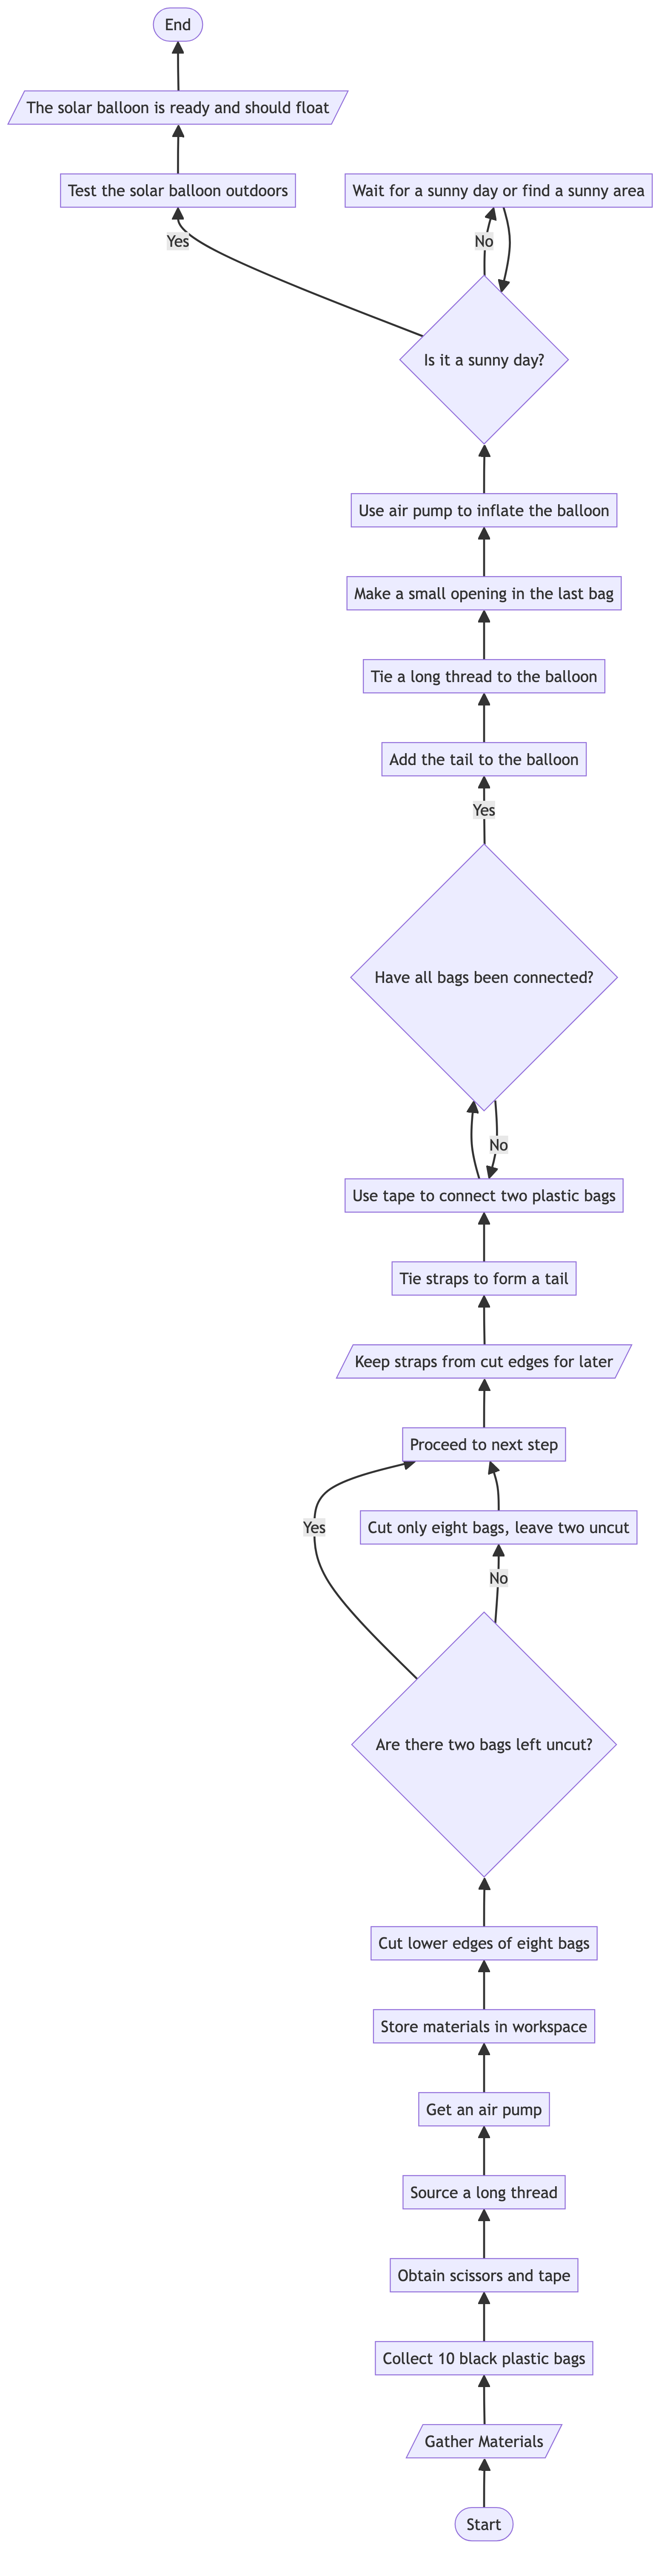 End
The solar balloon is ready and should float
Test the solar balloon outdoors
Wait for a sunny day or find a sunny area
Yes
No
Is it a sunny day?
Use air pump to inflate the balloon
Make a small opening in the last bag
Tie a long thread to the balloon
Add the tail to the balloon
Yes
Have all bags been connected?
No
Use tape to connect two plastic bags
Tie straps to form a tail
Keep straps from cut edges for later
Proceed to next step
Yes
Cut only eight bags, leave two uncut
No
Are there two bags left uncut?
Cut lower edges of eight bags
Store materials in workspace
Get an air pump
Source a long thread
Obtain scissors and tape
Collect 10 black plastic bags
Gather Materials
Start